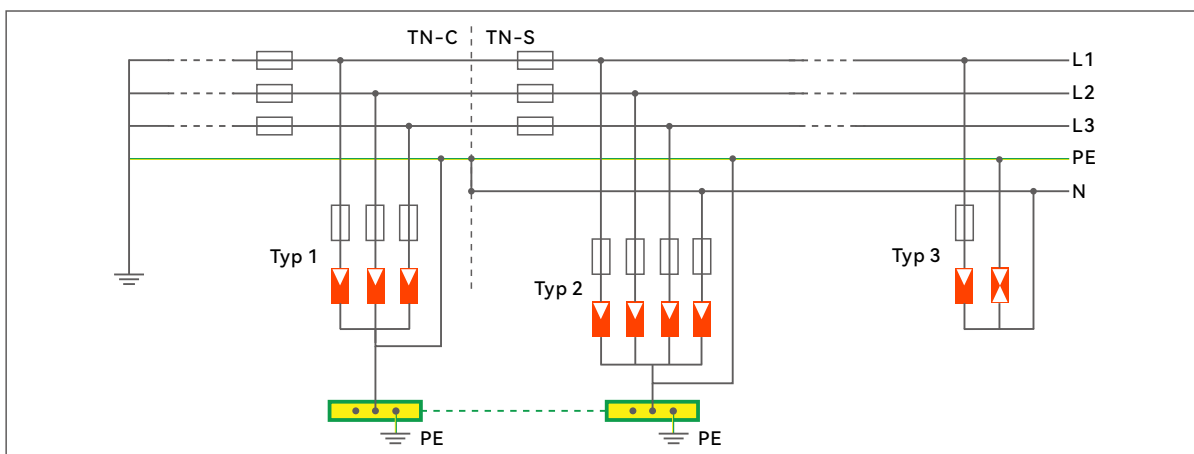 TN-C TN-S
L1
L2
L3
PE
N
Typ 1
Typ 2
Typ 3
PE
PE